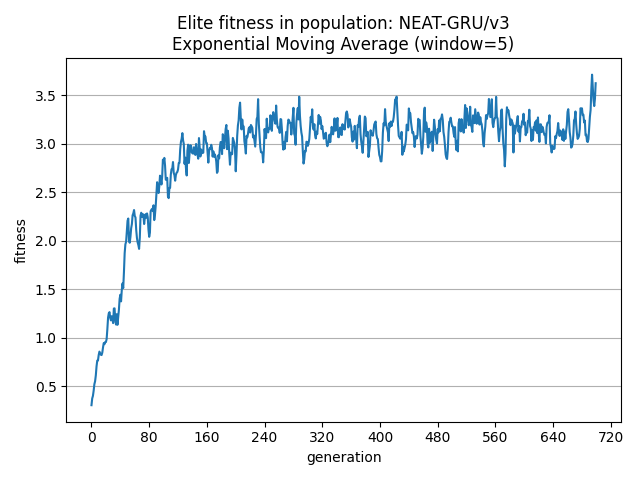 Elite fitness in population: NEAT-GRU/v3
Exponential Moving Average (window=5)
fitness
3.5
3.0
2.5
2.0
1.5
1.0
0.5
0 80 160 240 320 400 480 560 640 720
generation